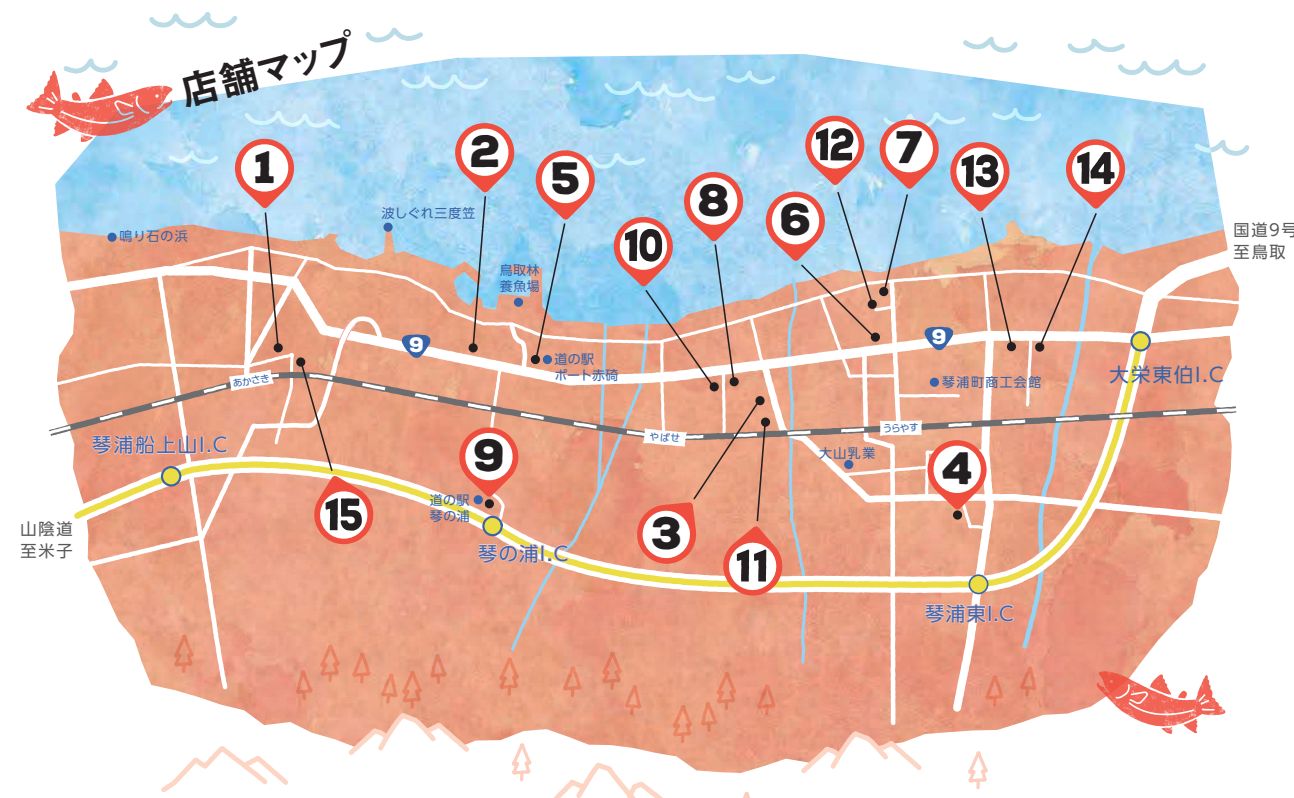 店舗マップ
1
2
5
10
8
6
12
7
13
14
鳴り石の浜
波しぐれ三度笠
鳥取林
養魚場
国道9号
至鳥取
9
9
道の駅
ポート赤碕
琴浦町商工会館
大栄東伯I.C
あかさき
やばせ
うらやす
琴浦船上山I.C
大山乳業
9
4
道の駅
琴の浦
15
3
11
山陰道
至米子
琴の浦I.C
琴浦東I.C